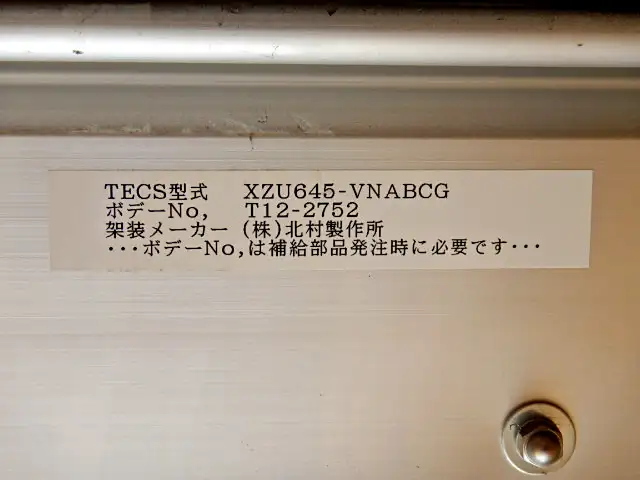 TECS型式 XZU645-VNABCG
ボデーNo, T12-2752
架装メーカー (株)北村製作所
･･･ボデーNo,は補給部品発注時に必要です･･･